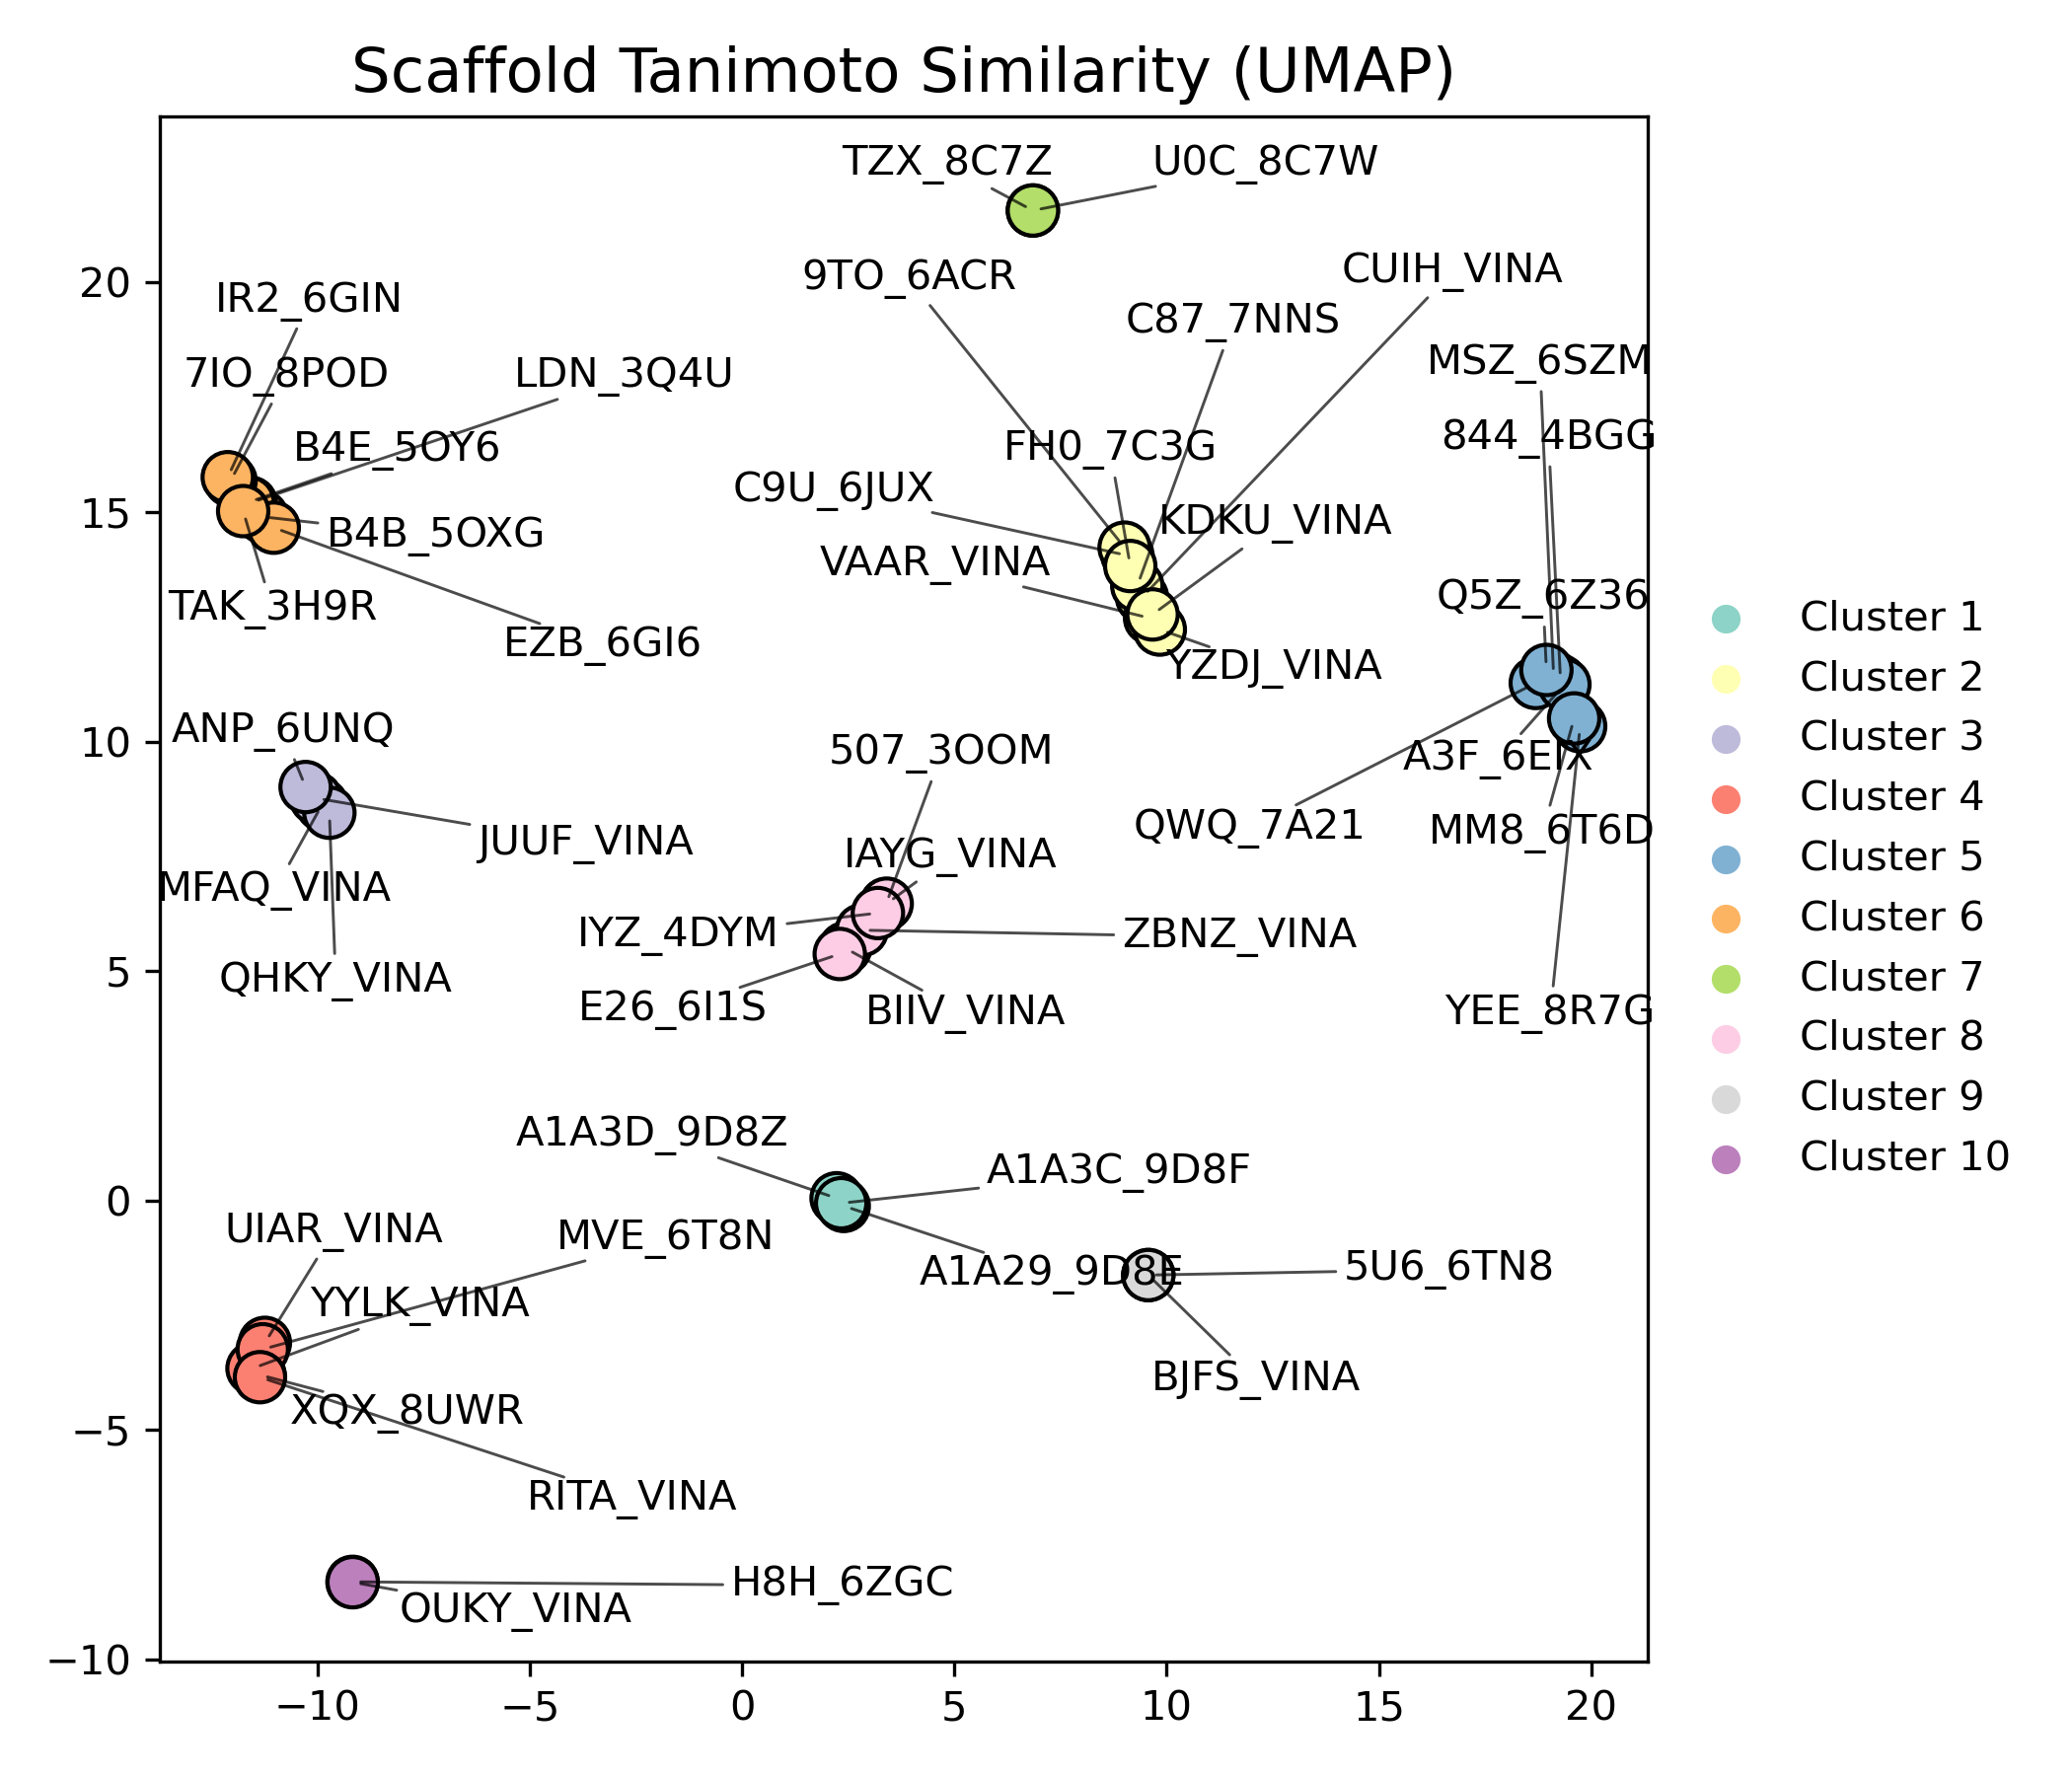 Scaffold Tanimoto Similarity (UMAP)
TZX_8C7Z
U0C_8C7W
9TO_6ACR
CUIH_VINA
IR2_6GIN
C87_7NNS
7IO_8POD
LDN_3Q4U
MSZ_6SZM
B4E_5OY6
FH0_7C3G
844_4BGG
C9U_6JUX
B4B_5OXG
KDKU_VINA
VAAR_VINA
TAK_3H9R
Q5Z_6Z36
EZB_6GI6
YZDJ_VINA
ANP_6UNQ
507_3OOM
A3F_6EIX
JUUF_VINA
QWQ_7A21
MM8_6T6D
IAYG_VINA
MFAQ_VINA
IYZ_4DYM
ZBNZ_VINA
QHKY_VINA
E26_6I1S
BIIV_VINA
YEE_8R7G
A1A3D_9D8Z
A1A3C_9D8F
UIAR_VINA
MVE_6T8N
A1A29_9D8E
5U6_6TN8
YYLK_VINA
BJFS_VINA
XQX_8UWR
RITA_VINA
H8H_6ZGC
OUKY_VINA
20
15
10
5
0
−5
−10
−10
−5
0
5
10
15
20
Cluster 1
Cluster 2
Cluster 3
Cluster 4
Cluster 5
Cluster 6
Cluster 7
Cluster 8
Cluster 9
Cluster 10